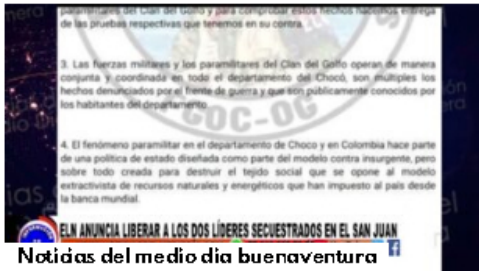 paramilitares del Clan del Golfo y para comprobar estos hechos hacemos entrega
de las pruebas respectivas que tenemos en su contra.
3. Las fuerzas militares y los paramilitares del Clan del Golfo operan de manera
conjunta y coordinada en todo el departamento del Chocó, son múltiples los
hechos denunciados por el frente de guerra y que son públicamente conocidos por
los habitantes del departamento.
COC-OG
4. El fenómeno paramilitar en el departamento de Choco y en Colombia hace parte
de una política de estado diseñada como parte del modelo contra insurgente, pero
sobre todo creada para destruir el tejido social que se opone al modelo
extractivista de recursos naturales y energéticos que han impuesto al país desde
la banca mundial.
ELN ANUNCIA LIBERAR A LOS DOS LÍDERES SECUESTRADOS EN EL SAN JUAN
Noticias del medio dia buenaventura